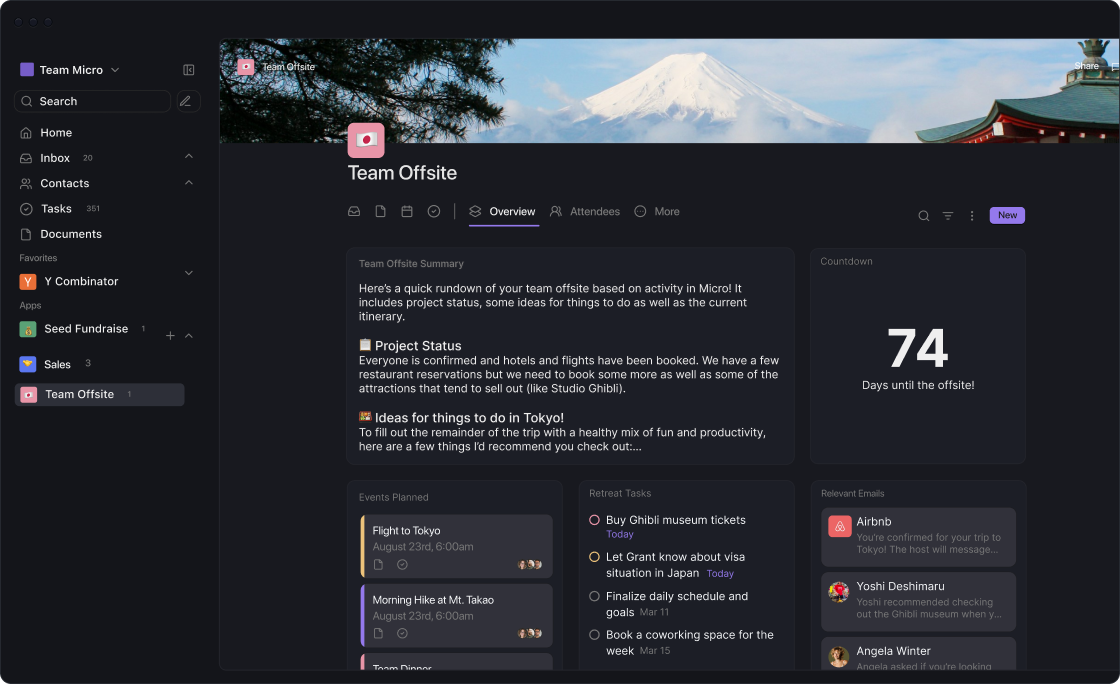 Team Micro
Search
Home
Inbox 20
Contacts
Tasks 351
Documents
Favorites
Y Combinator
Apps
Seed Fundraise 1
Sales 3
Team Offsite 1
Team Offsite
Share
Team Offsite
Overview
Attendees
More
New
Team Offsite Summary
Here's a quick rundown of your team offsite based on activity in Micro! It
includes project status, some ideas for things to do as well as the current
itinerary.
Project Status
Everyone is confirmed and hotels and flights have been booked. We have a few
restaurant reservations but we need to book some more as well as some of the
attractions that tend to sell out (like Studio Ghibli).
Ideas for things to do in Tokyo!
To fill out the remainder of the trip with a healthy mix of fun and productivity,
here are a few things I'd recommend you check out:...
Countdown
74
Days until the offsite!
Events Planned
Flight to Tokyo
August 23rd, 6:00am
Morning Hike at Mt. Takao
August 23rd, 6:00am
Team Dinner
Retreat Tasks
Buy Ghibli museum tickets
Today
Let Grant know about visa
situation in Japan Today
Finalize daily schedule and
goals Mar 11
Book a coworking space for the
week Mar 15
Relevant Emails
Airbnb
You're confirmed for your trip to
Tokyo! The host will message...
Yoshi Deshimaru
Yoshi recommended checking
out the Ghibli museum when y...
Angela Winter
Angela asked if you're looking